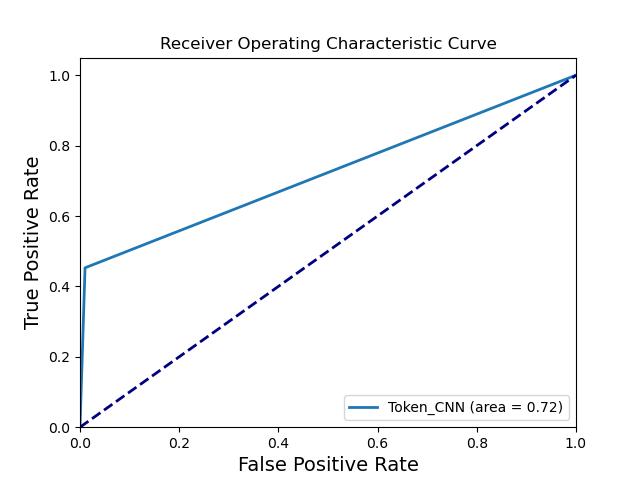 Receiver Operating Characteristic Curve
1.0
0.8
0.6
0.4
0.2
0.0
True Positive Rate
Token_CNN (area = 0.72)
0.0 0.2 0.4 0.6 0.8 1.0
False Positive Rate